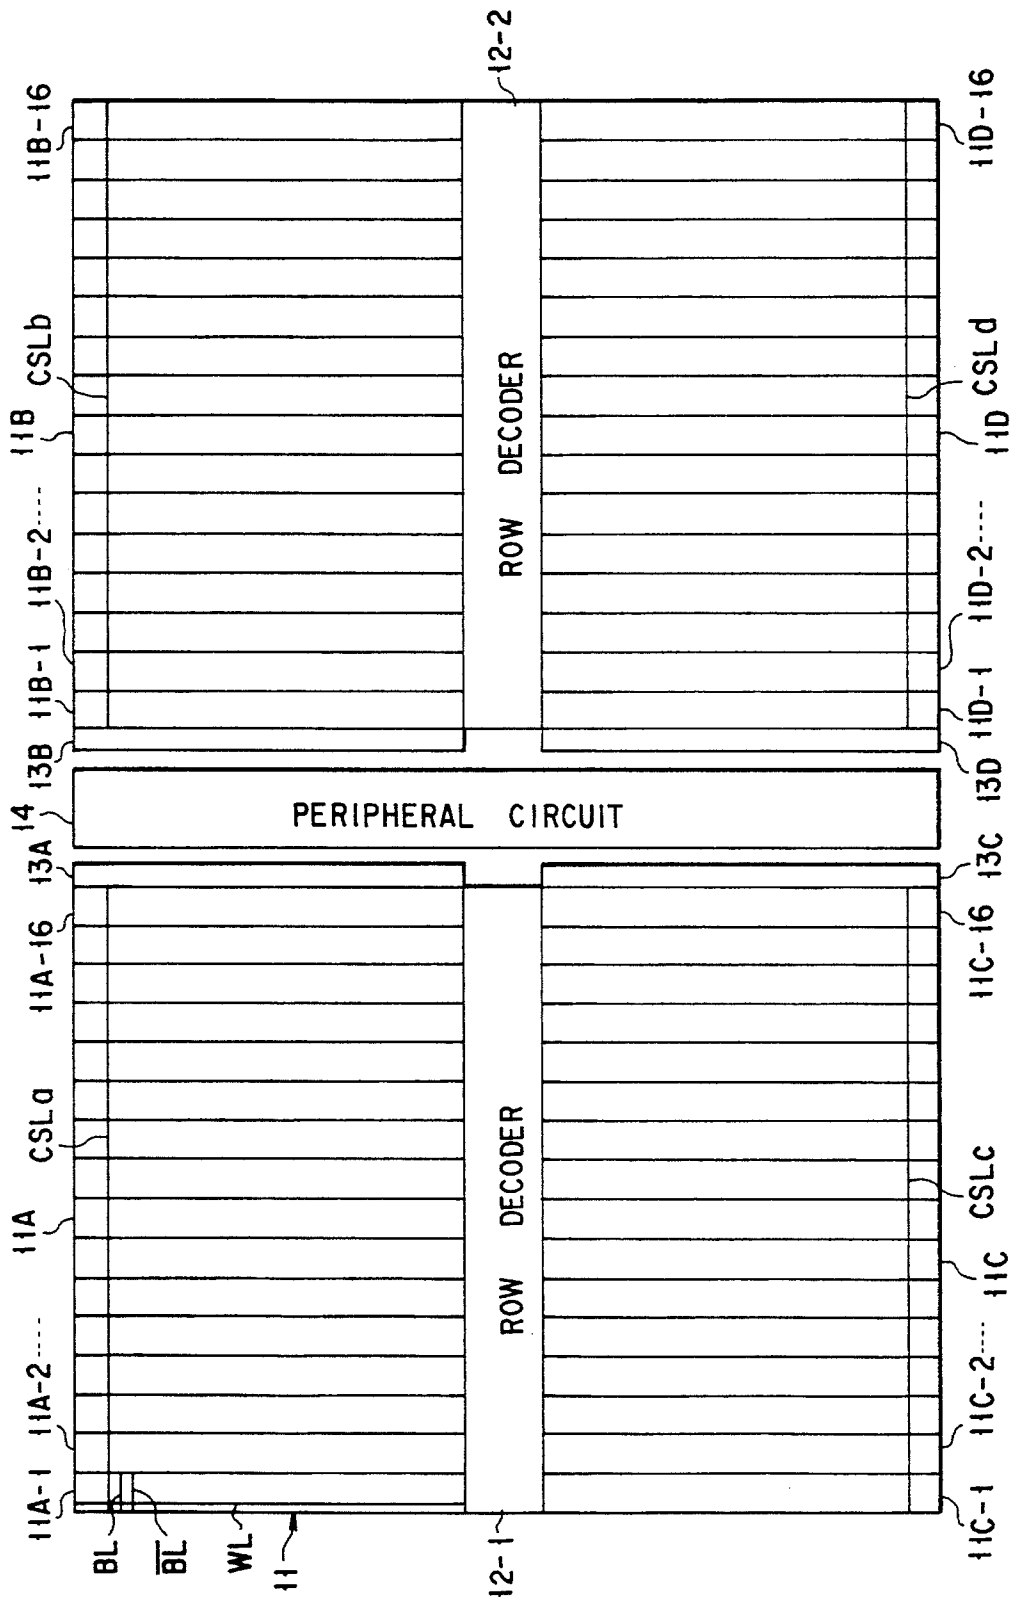 11A-1
11A-2----
11A
CSLa
11A-16
13A
14
13B
11B-1
11B-2----
11B
CSLb
11B-16
BL
B̅L̅
WL
11
12-1
ROW DECODER
PERIPHERAL CIRCUIT
ROW DECODER
12-2
11C-1
11C-2----
11C
CSLc
11C-16
13C
13D
11D-1
11D-2----
11D
CSLd
11D-16